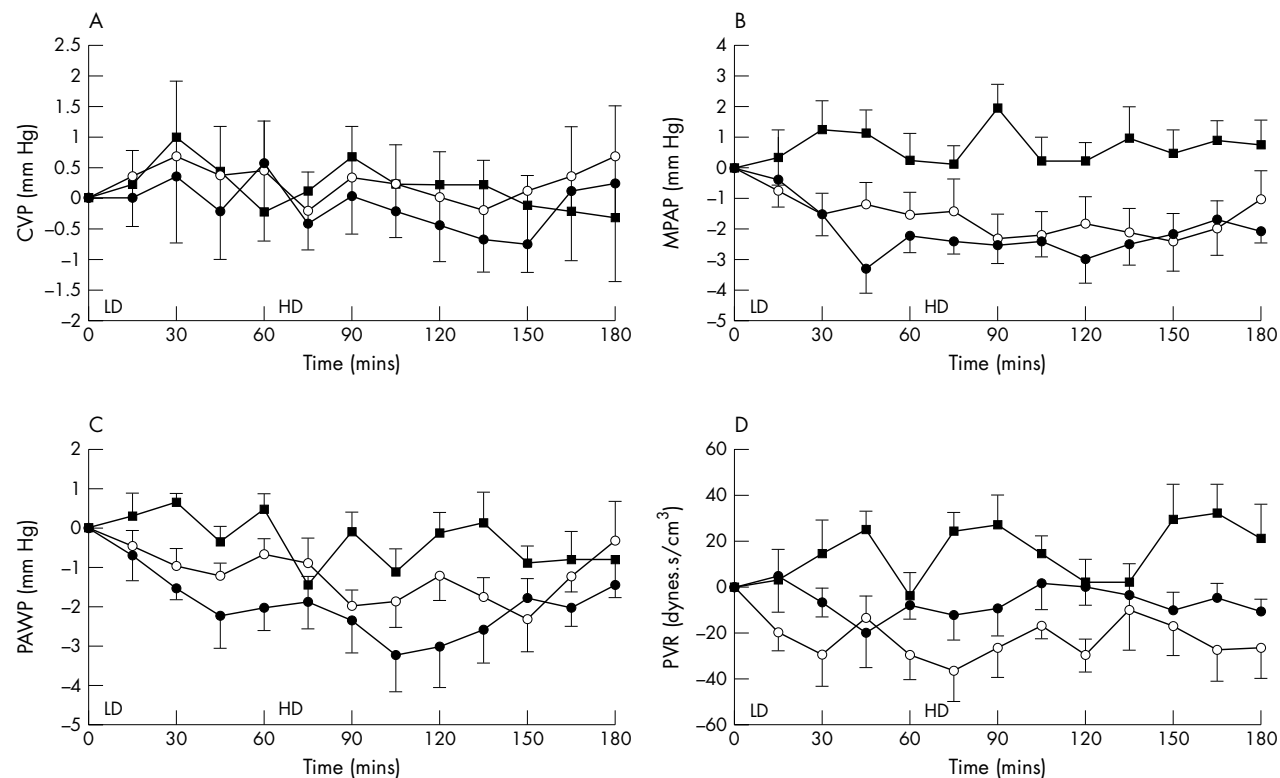 A
2.5
2
1.5
1
0.5
0
–0.5
–1
–1.5
–2
CVP (mm Hg)
LD
HD
0 30 60 90 120 150 180
Time (mins)
B
4
3
2
1
0
–1
–2
–3
–4
–5
MPAP (mm Hg)
LD
HD
0 30 60 90 120 150 180
Time (mins)
C
2
1
0
–1
–2
–3
–4
–5
PAWP (mm Hg)
LD
HD
0 30 60 90 120 150 180
Time (mins)
D
60
40
20
0
–20
–40
–60
PVR (dynes.s/cm³)
LD
HD
0 30 60 90 120 150 180
Time (mins)